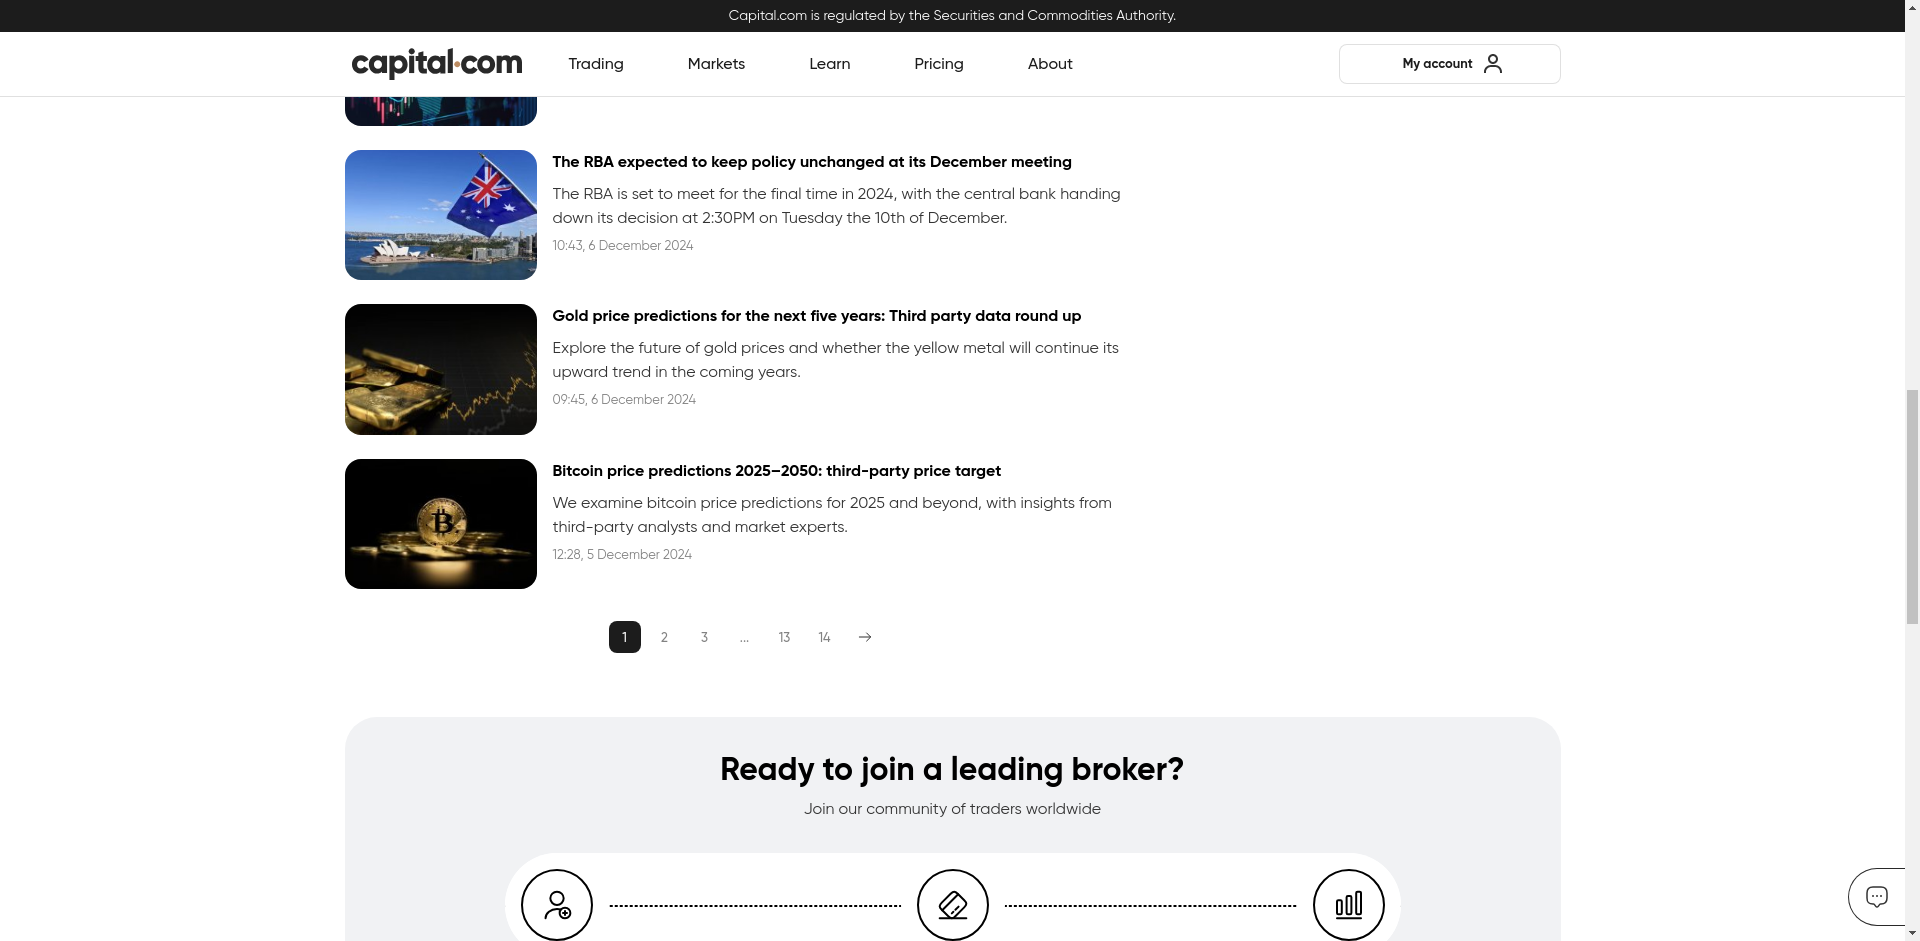 Capital.com is regulated by the Securities and Commodities Authority.
capital.com
Trading
Markets
Learn
Pricing
About
My account
The RBA expected to keep policy unchanged at its December meeting
The RBA is set to meet for the final time in 2024, with the central bank handing
down its decision at 2:30PM on Tuesday the 10th of December.
10:43, 6 December 2024
Gold price predictions for the next five years: Third party data round up
Explore the future of gold prices and whether the yellow metal will continue its
upward trend in the coming years.
09:45, 6 December 2024
Bitcoin price predictions 2025–2050: third-party price target
We examine bitcoin price predictions for 2025 and beyond, with insights from
third-party analysts and market experts.
12:28, 5 December 2024
1 2 3 ... 13 14
Ready to join a leading broker?
Join our community of traders worldwide